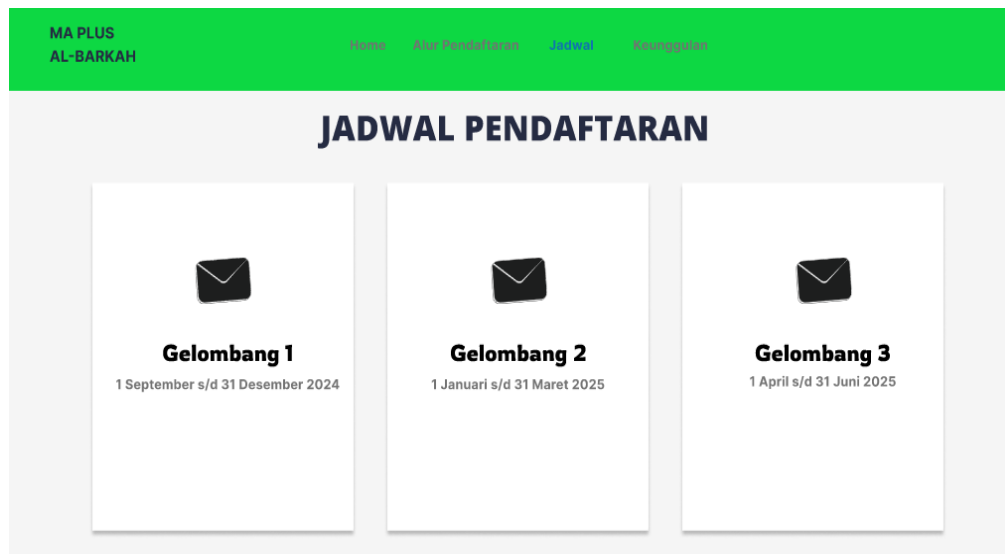 MA PLUS
AL-BARKAH
Home Alur Pendaftaran Jadwal Keunggulan
JADWAL PENDAFTARAN
Gelombang 1
1 September s/d 31 Desember 2024
Gelombang 2
1 Januari s/d 31 Maret 2025
Gelombang 3
1 April s/d 31 Juni 2025